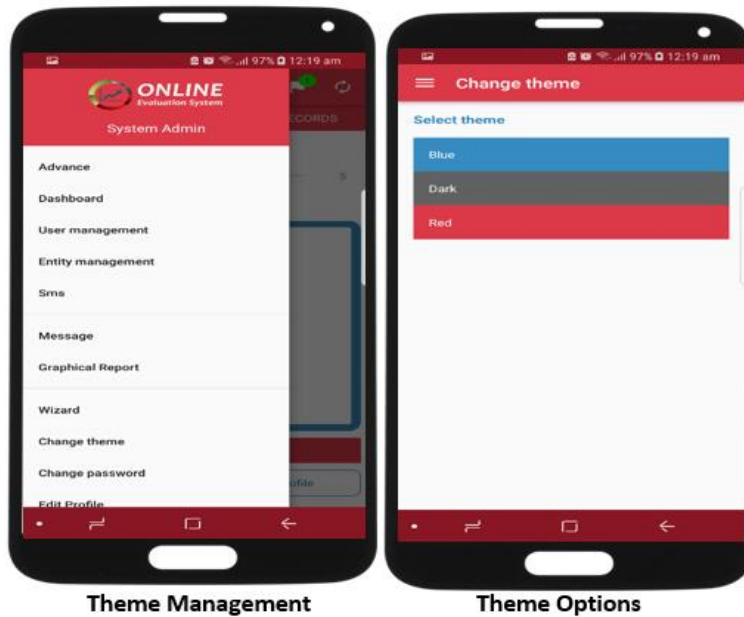 97% 12:19 am
ONLINE
Evaluation System
System Admin
ECORDS
Advance
S
Dashboard
User management
Entity management
Sms
Message
Graphical Report
Wizard
Change theme
Change password
ofile
Edit Profile
Theme Management
97% 12:19 am
Change theme
Select theme
Blue
Dark
Red
Theme Options